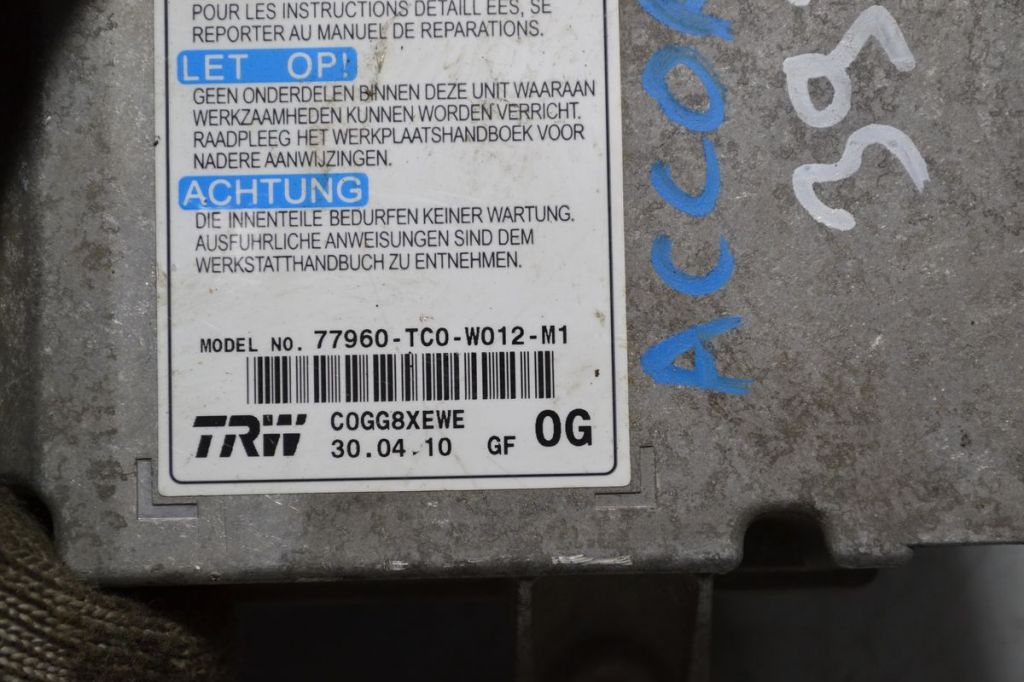 POUR LES INSTRUCTIONS DETAILL EES, SE
REPORTER AU MANUEL DE REPARATIONS.
LET OP!
GEEN ONDERDELEN BINNEN DEZE UNIT WAARAAN
WERKZAAMHEDEN KUNNEN WORDEN VERRICHT.
RAADPLEEG HET WERKPLAATSHANDBOEK VOOR
NADERE AANWIJZINGEN.
ACHTUNG
DIE INNENTEILE BEDURFEN KEINER WARTUNG.
AUSFUHRLICHE ANWEISUNGEN SIND DEM
WERKSTATTHANDBUCH ZU ENTNEHMEN.
MODEL NO. 77960-TC0-W012-M1
TRW C0GG8XEWE
30.04.10 GF 0G
ACCOR